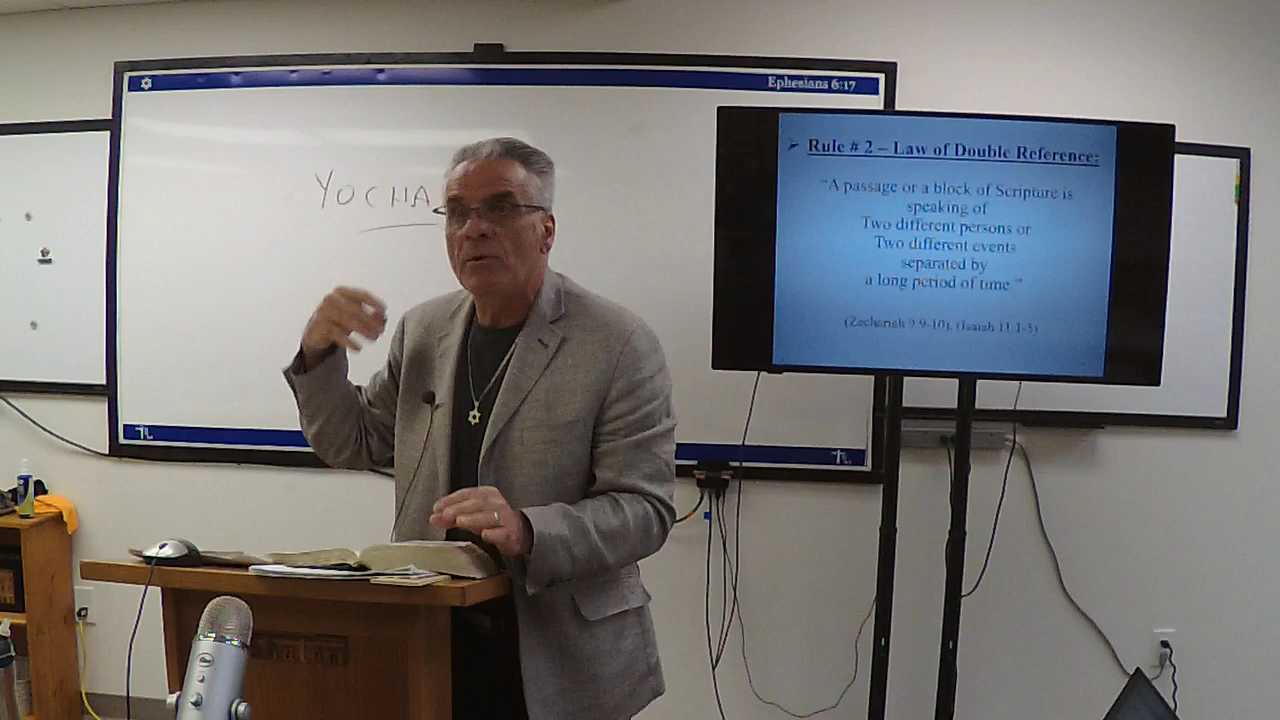 Ephesians 6:17
YOCHA
Rule # 2 – Law of Double Reference:
"A passage or a block of Scripture is
speaking of
Two different persons or
Two different events
separated by
a long period of time "
(Zechariah 9:9-10), (Isaiah 11:1-5)